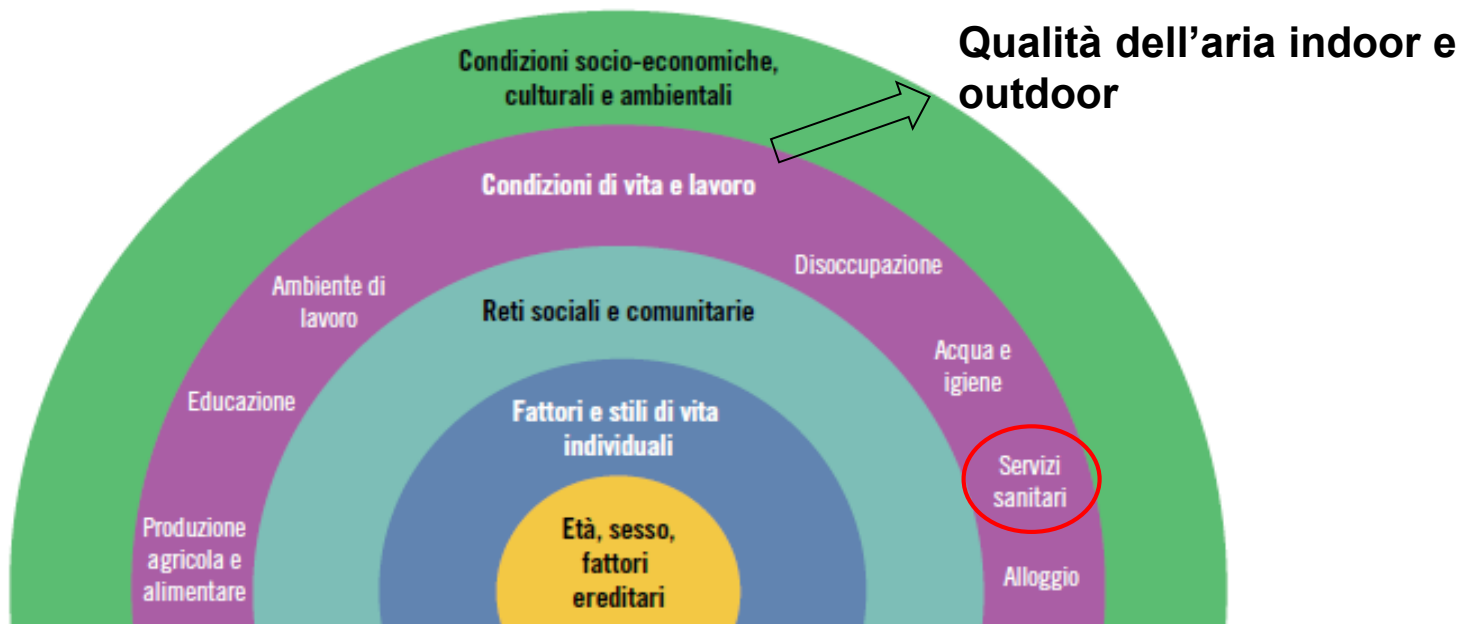 Qualità dell’aria indoor e
outdoor
Condizioni socio-economiche,
culturali e ambientali
Condizioni di vita e lavoro
Disoccupazione
Ambiente di
lavoro
Reti sociali e comunitarie
Acqua e
igiene
Educazione
Fattori e stili di vita
individuali
Servizi
sanitari
Produzione
agricola e
alimentare
Età, sesso,
fattori
ereditari
Alloggio